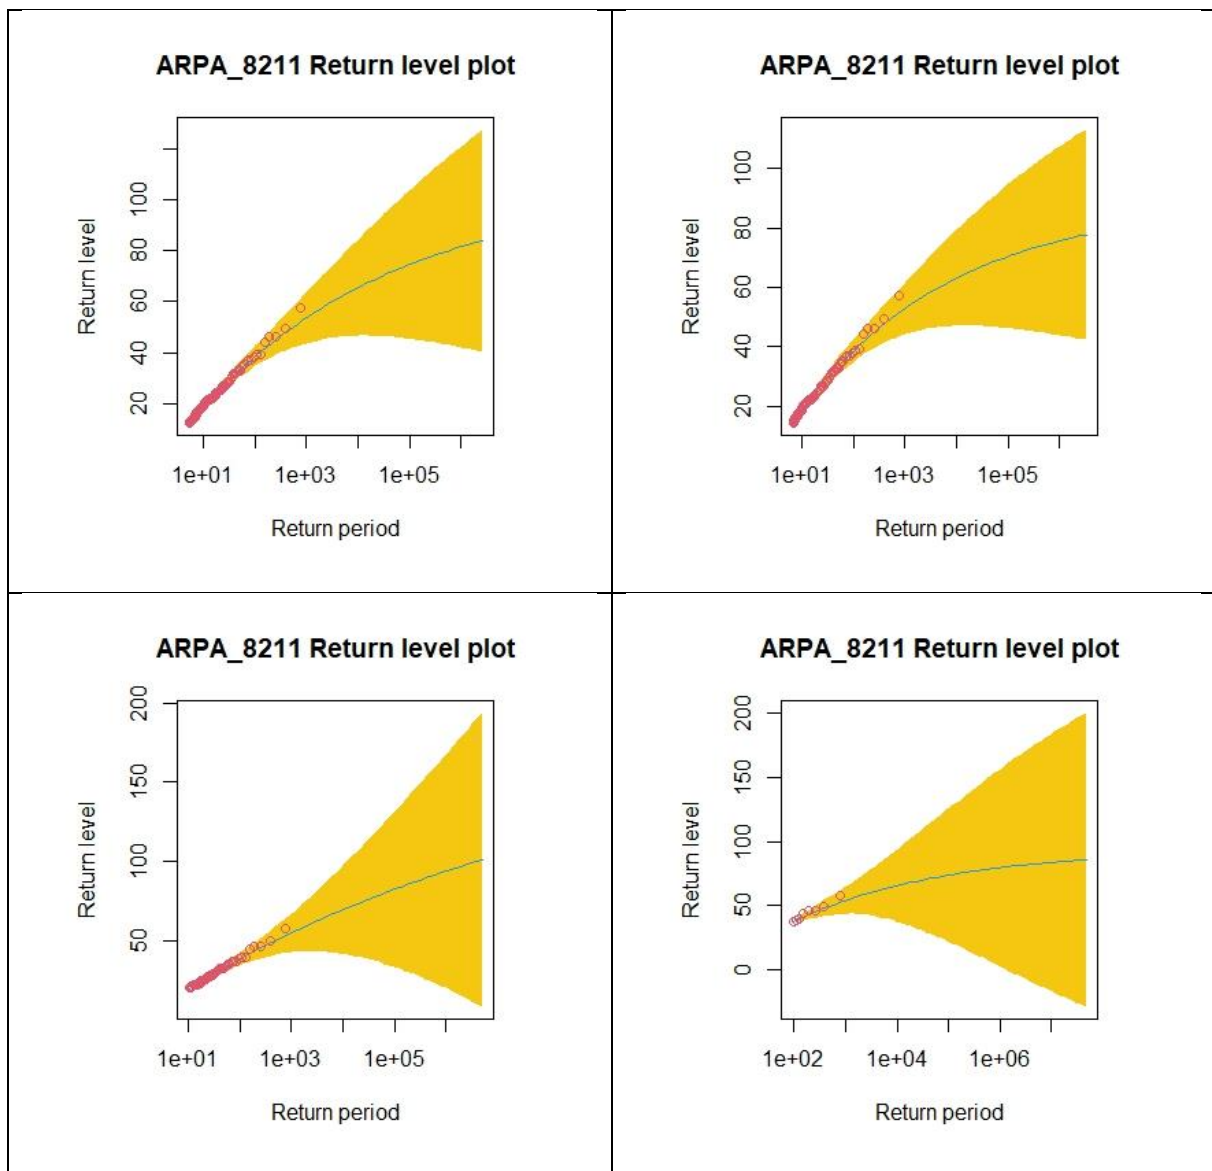 ARPA_8211 Return level plot
Return level
20
40
60
80
100
1e+01 1e+03 1e+05
Return period
ARPA_8211 Return level plot
Return level
20
40
60
80
100
1e+01 1e+03 1e+05
Return period
ARPA_8211 Return level plot
Return level
50
100
150
200
1e+01 1e+03 1e+05
Return period
ARPA_8211 Return level plot
Return level
0
50
100
150
200
1e+02 1e+04 1e+06
Return period